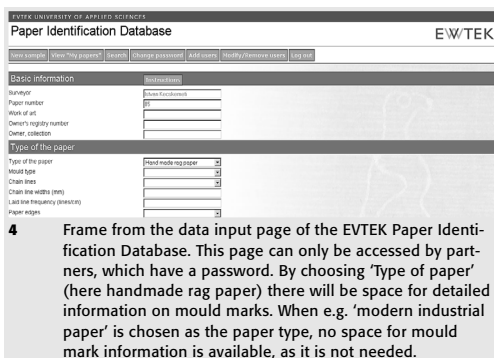 EVTEK UNIVERSITY OF APPLIED SCIENCES
Paper Identification Database
EVTEK
New sample View "My papers" Search Change password Add users Modify/Remove users Log out
Basic information Instructions
Surveyor Istvan Kecskemeti
Paper number 85
Work of art
Owner's registry number
Owner, collection
Type of the paper
Type of the paper Hand made rag paper
Mould type
Chain lines
Chain line widths (mm)
Laid line frequency (lines/cm)
Paper edges
4 Frame from the data input page of the EVTEK Paper Identi-
fication Database. This page can only be accessed by part-
ners, which have a password. By choosing ‘Type of paper’
(here handmade rag paper) there will be space for detailed
information on mould marks. When e.g. ‘modern industrial
paper’ is chosen as the paper type, no space for mould
mark information is available, as it is not needed.